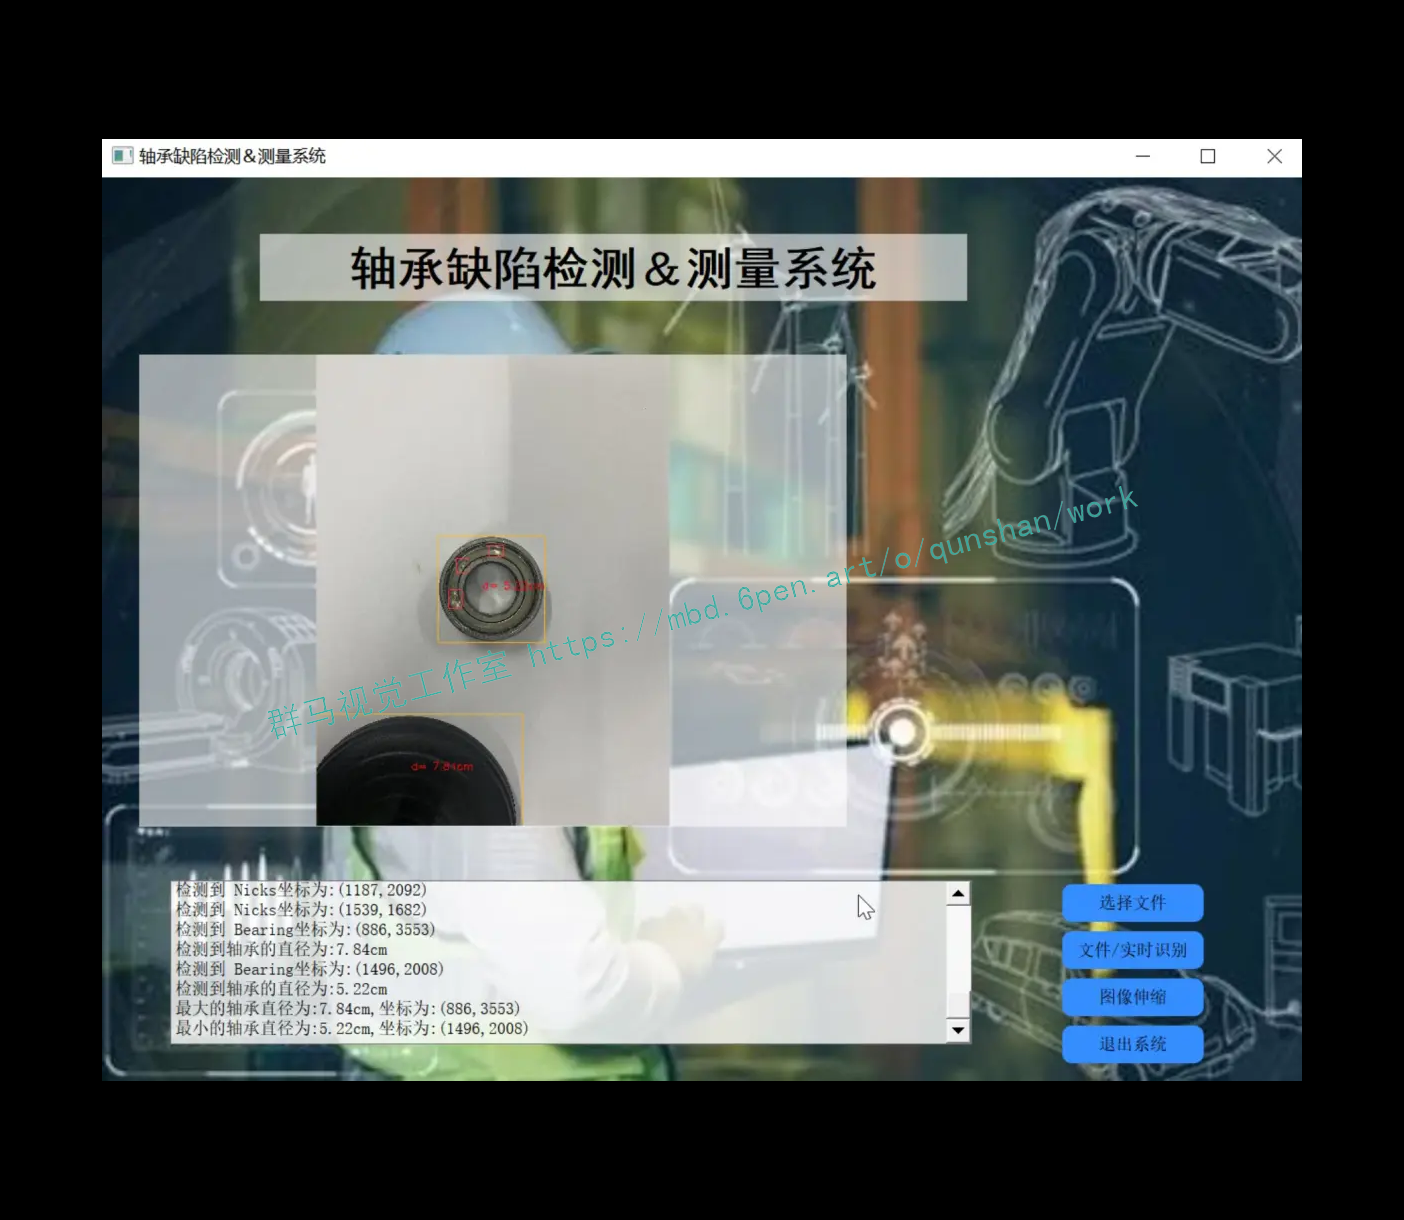 轴承缺陷检测&测量系统
轴承缺陷检测&测量系统
d= 7.84cm
群马视觉工作室 https://mbd.6pen.art/o/qunshan/work
检测到 Nicks坐标为:(1187,2092)
检测到 Nicks坐标为:(1539,1682)
检测到 Bearing坐标为:(886,3553)
检测到轴承的直径为:7.84cm
检测到 Bearing坐标为:(1496,2008)
检测到轴承的直径为:5.22cm
最大的轴承直径为:7.84cm,坐标为:(886,3553)
最小的轴承直径为:5.22cm,坐标为:(1496,2008)
选择文件
文件/实时识别
图像伸缩
退出系统